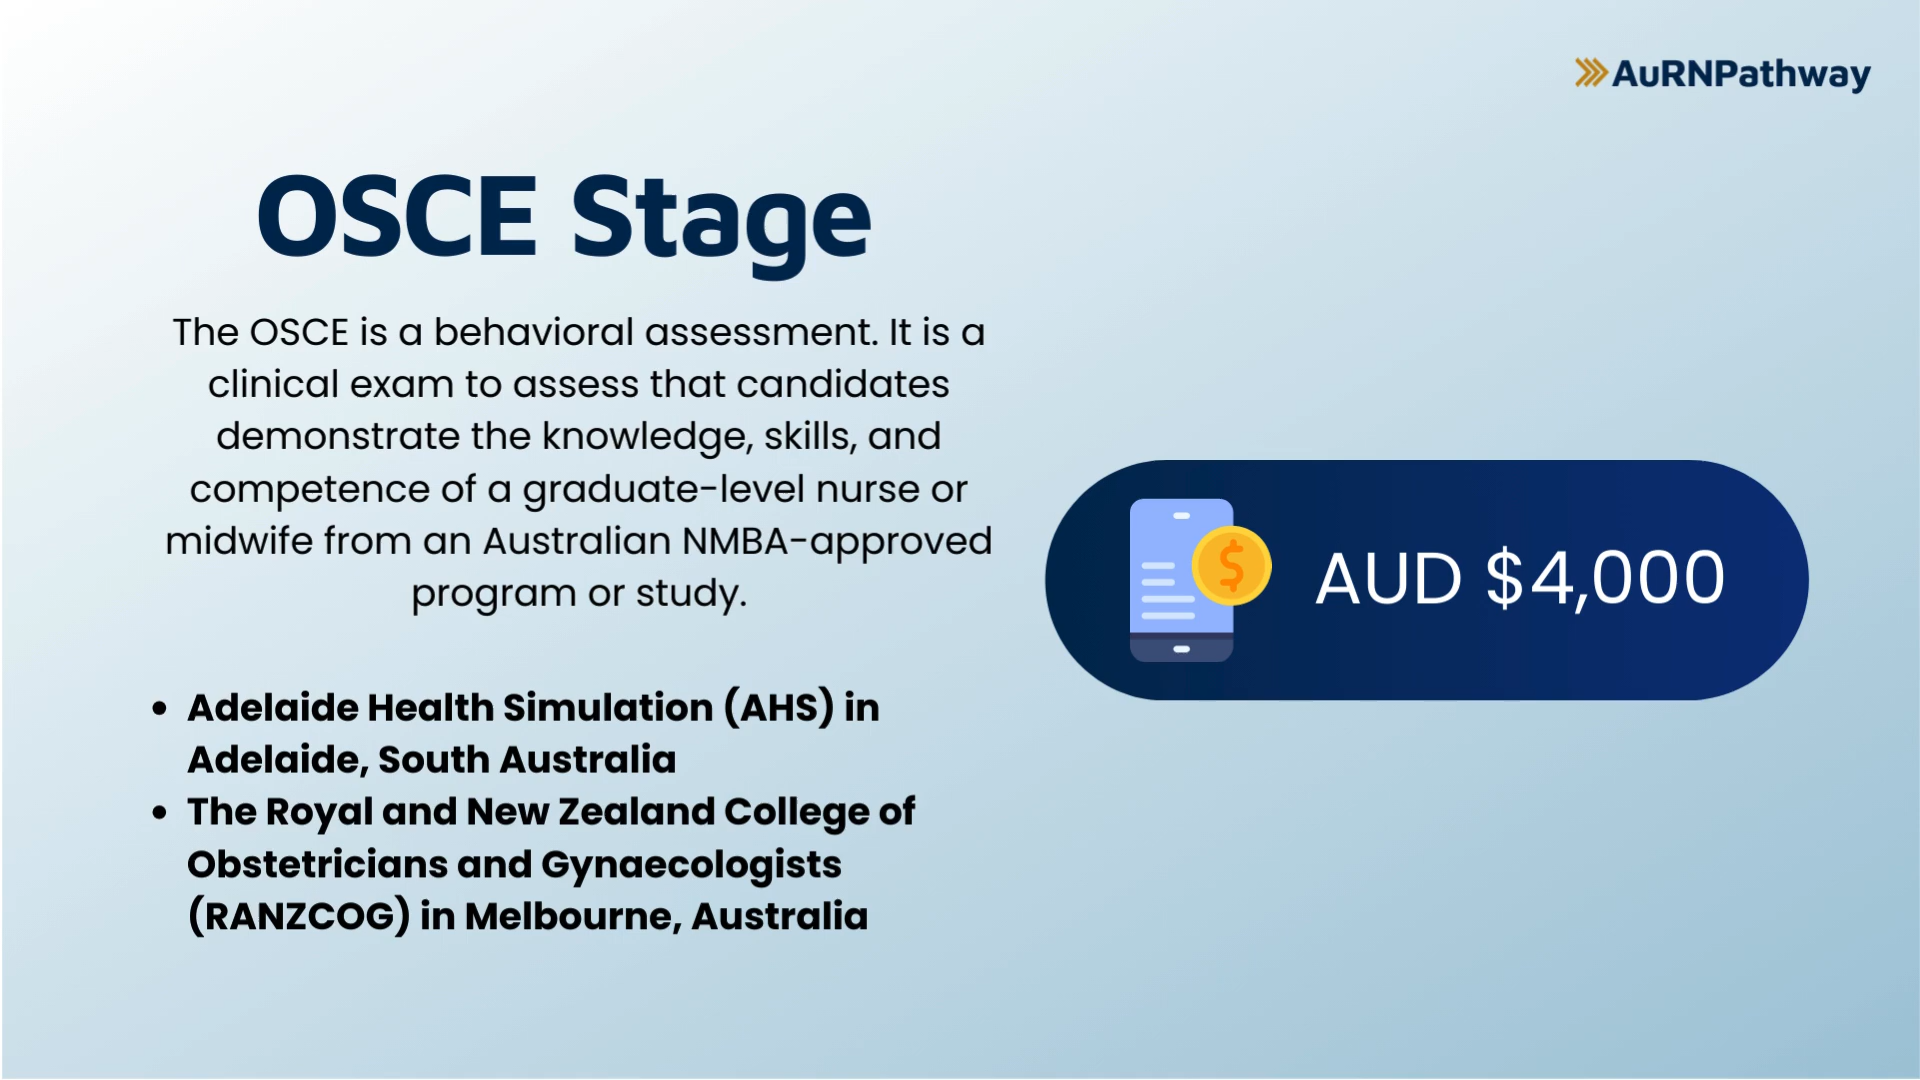 AuRNPathway
OSCE Stage
The OSCE is a behavioral assessment. It is a
clinical exam to assess that candidates
demonstrate the knowledge, skills, and
competence of a graduate-level nurse or
midwife from an Australian NMBA-approved
program or study.
• Adelaide Health Simulation (AHS) in
Adelaide, South Australia
• The Royal and New Zealand College of
Obstetricians and Gynaecologists
(RANZCOG) in Melbourne, Australia
$
AUD $4,000